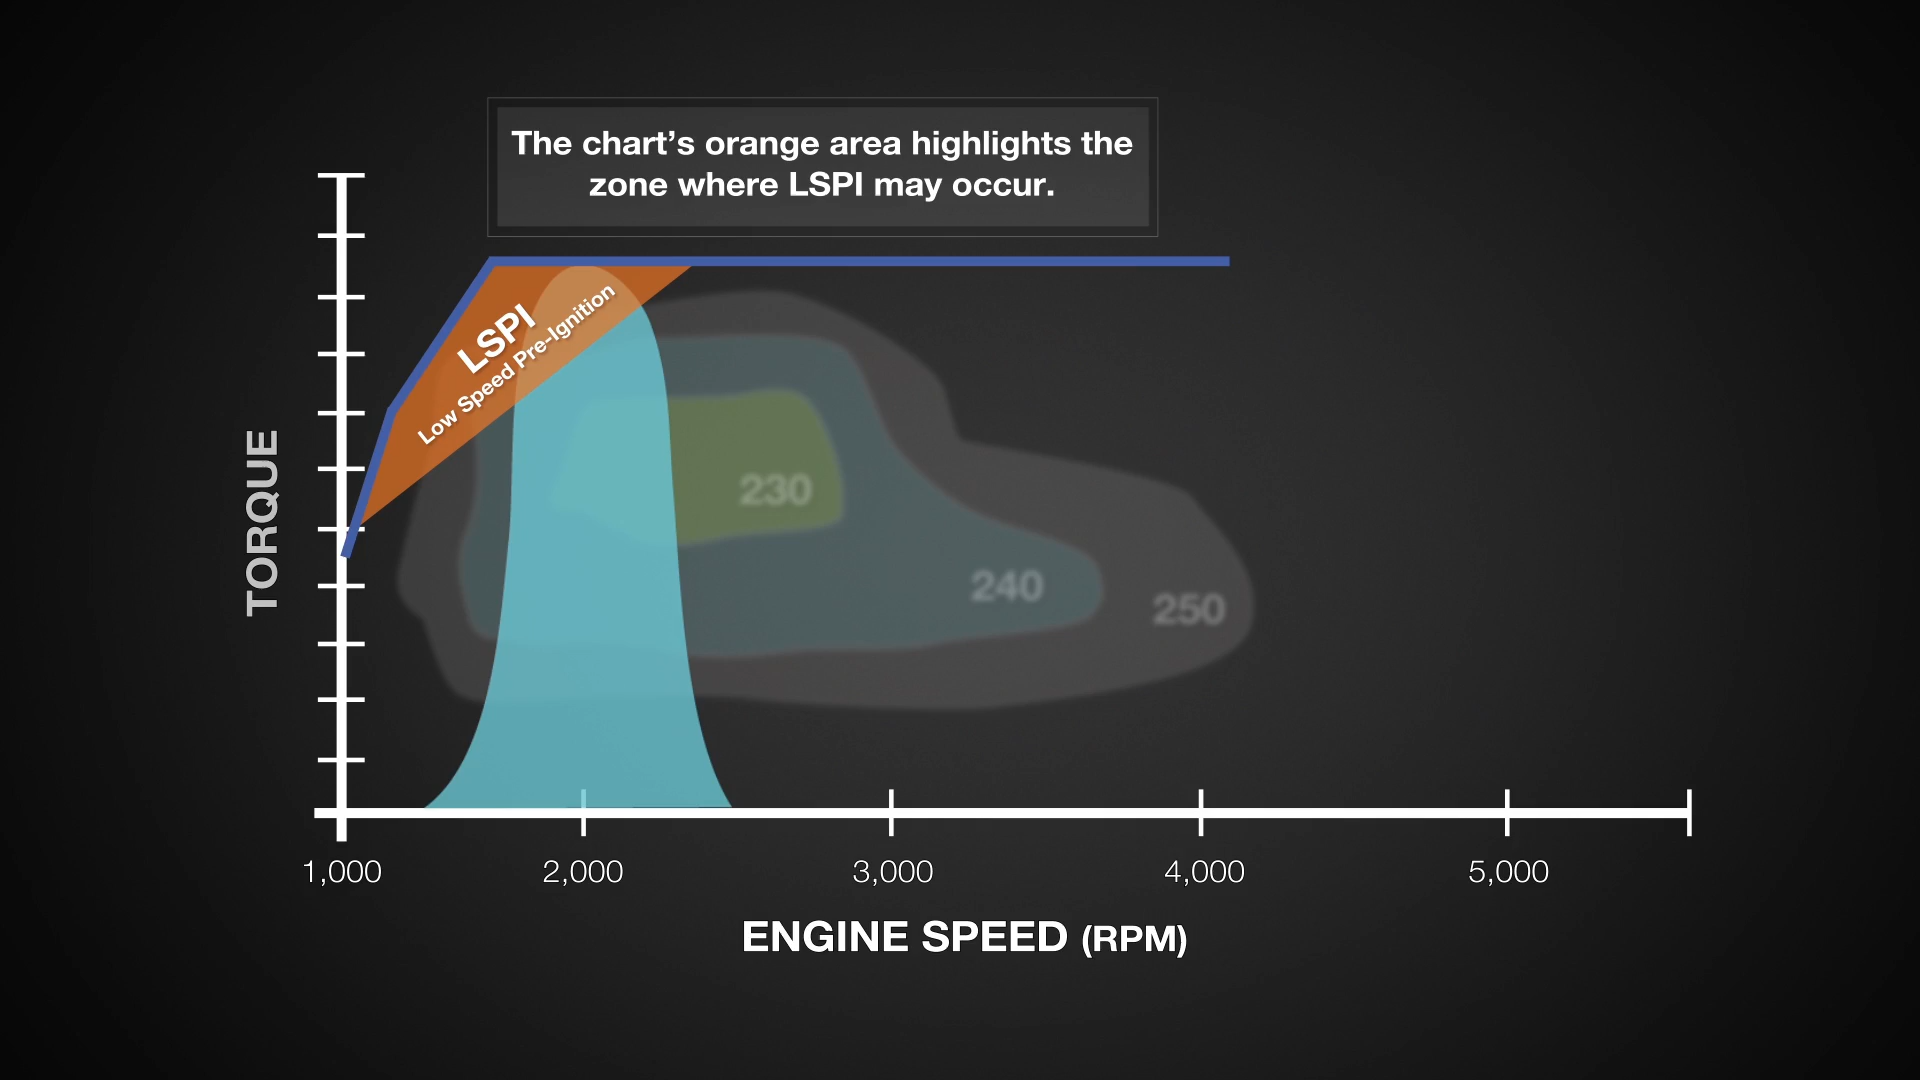 The chart’s orange area highlights the
zone where LSPI may occur.
LSPI
Low Speed Pre-Ignition
TORQUE
230
240
250
1,000
2,000
3,000
4,000
5,000
ENGINE SPEED (RPM)